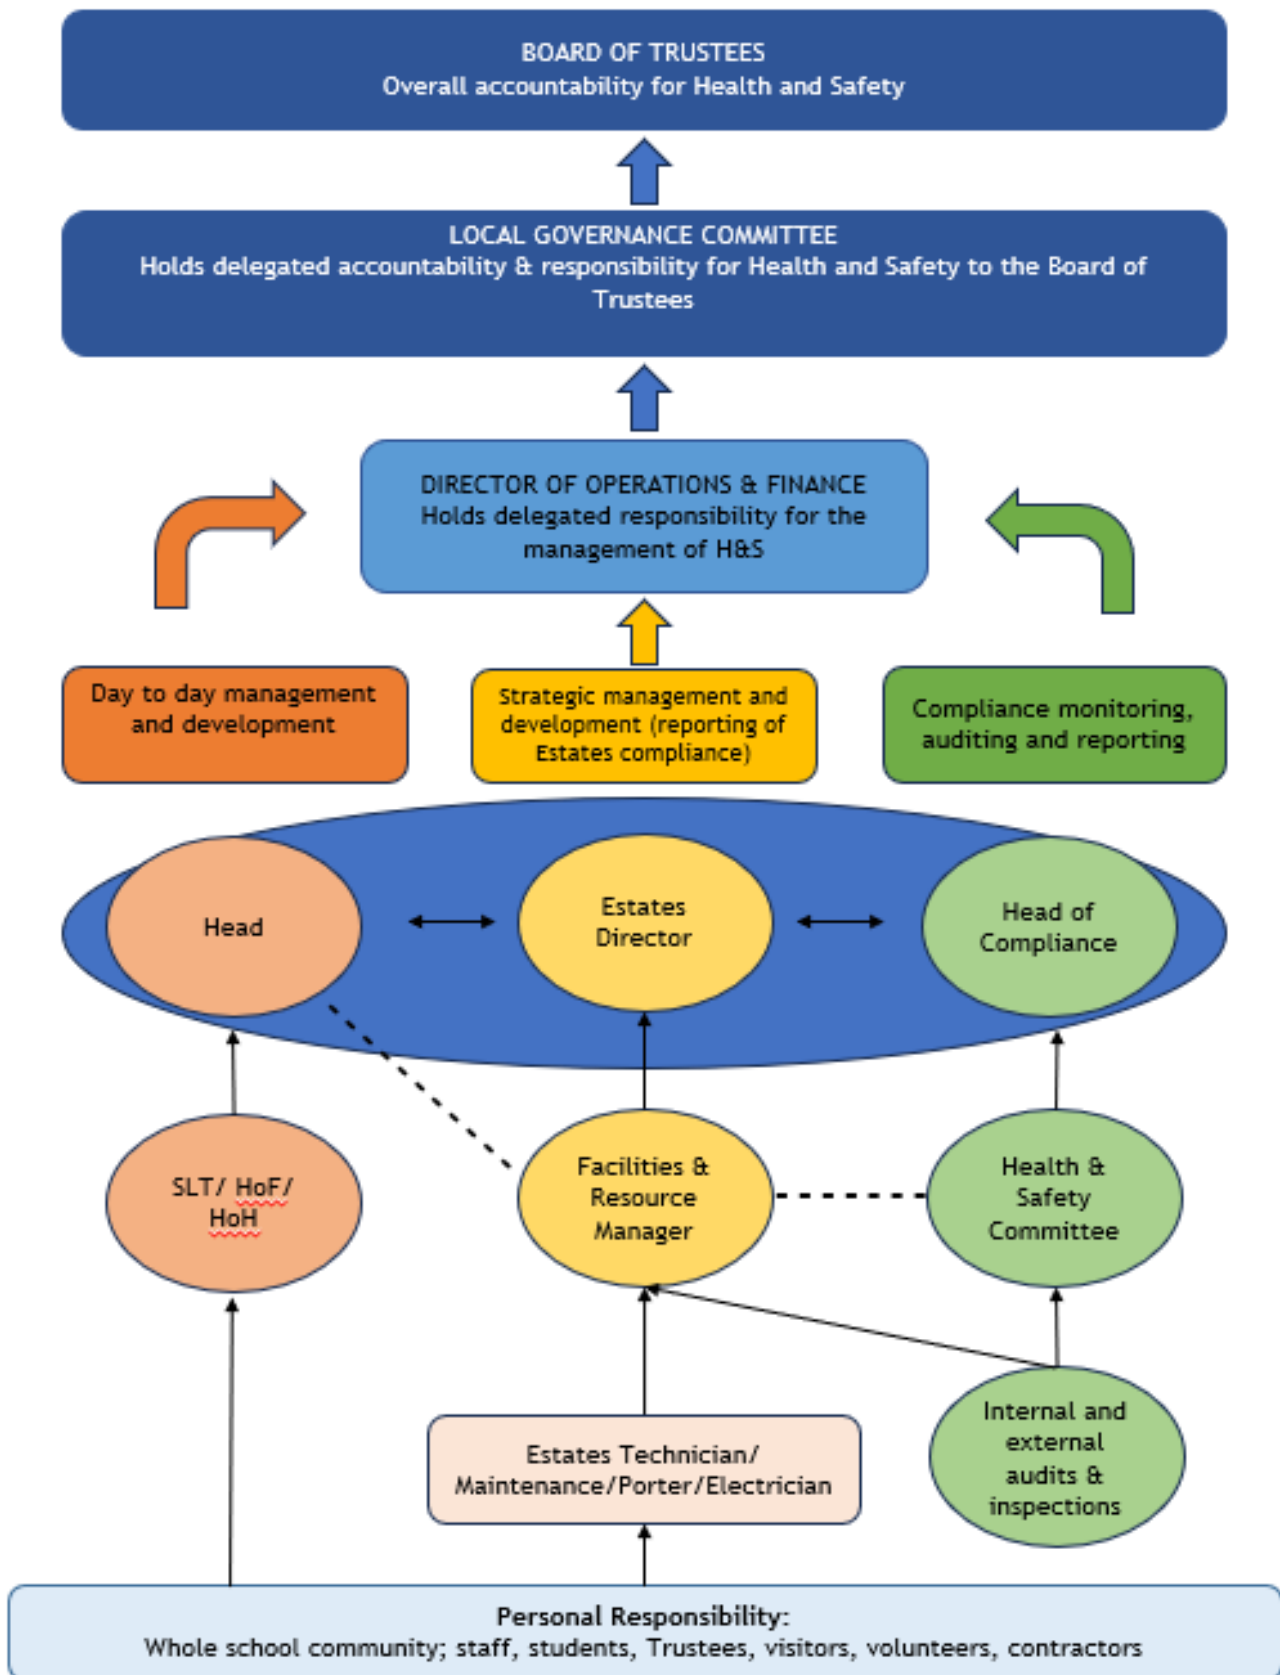 BOARD OF TRUSTEES
Overall accountability for Health and Safety
LOCAL GOVERNANCE COMMITTEE
Holds delegated accountability & responsibility for Health and Safety to the Board of
Trustees
DIRECTOR OF OPERATIONS & FINANCE
Holds delegated responsibility for the
management of H&S
Day to day management
and development
Strategic management and
development (reporting of
Estates compliance)
Compliance monitoring,
auditing and reporting
Head
Estates
Director
Head of
Compliance
SLT/ HoF/
HoH
Facilities &
Resource
Manager
Health &
Safety
Committee
Estates Technician/
Maintenance/Porter/Electrician
Internal and
external
audits &
inspections
Personal Responsibility:
Whole school community; staff, students, Trustees, visitors, volunteers, contractors